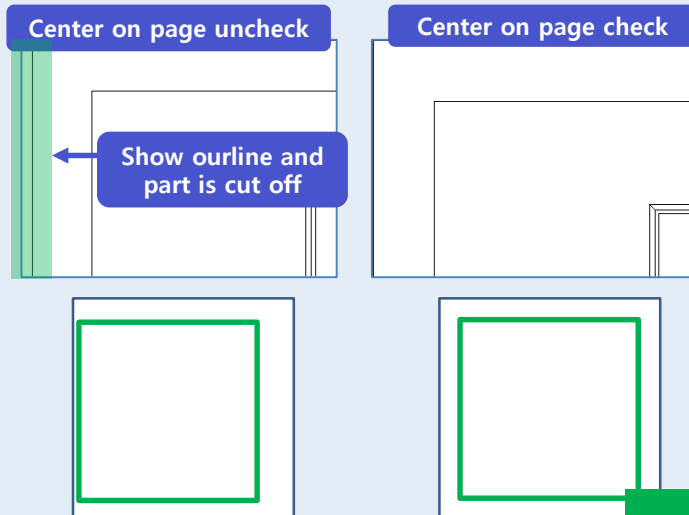 Center on page uncheck
Center on page check
Show ourline and
part is cut off